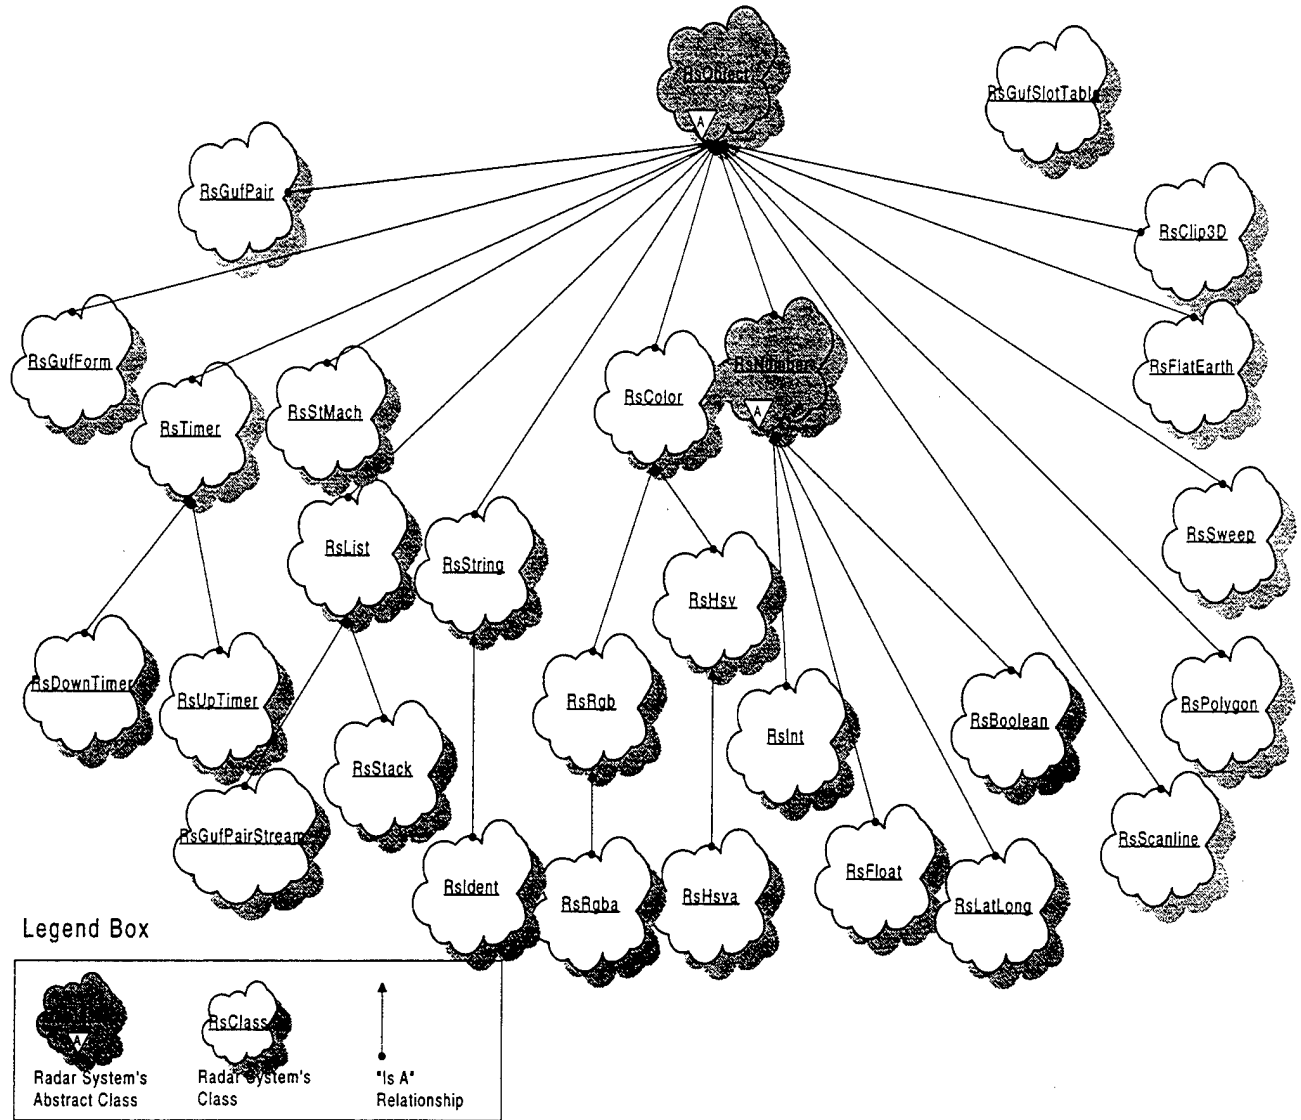 RsObject
A
RsGufSlotTable
RsGufPair
RsClip3D
RsGufForm
RsNumber
RsFlatEarth
RsColor
A
RsStMach
RsTimer
RsList
RsString
RsSweep
RsHsv
RsDownTimer
RsUpTimer
RsRgb
RsPolygon
RsBoolean
RsInt
RsStack
RsGufPairStream
RsScanline
RsFloat
RsIdent
RsRgba
RsHsva
RsLatLong
Legend Box
RsClass
A
Radar System's
Abstract Class
Radar System's
Class
"Is A"
Relationship